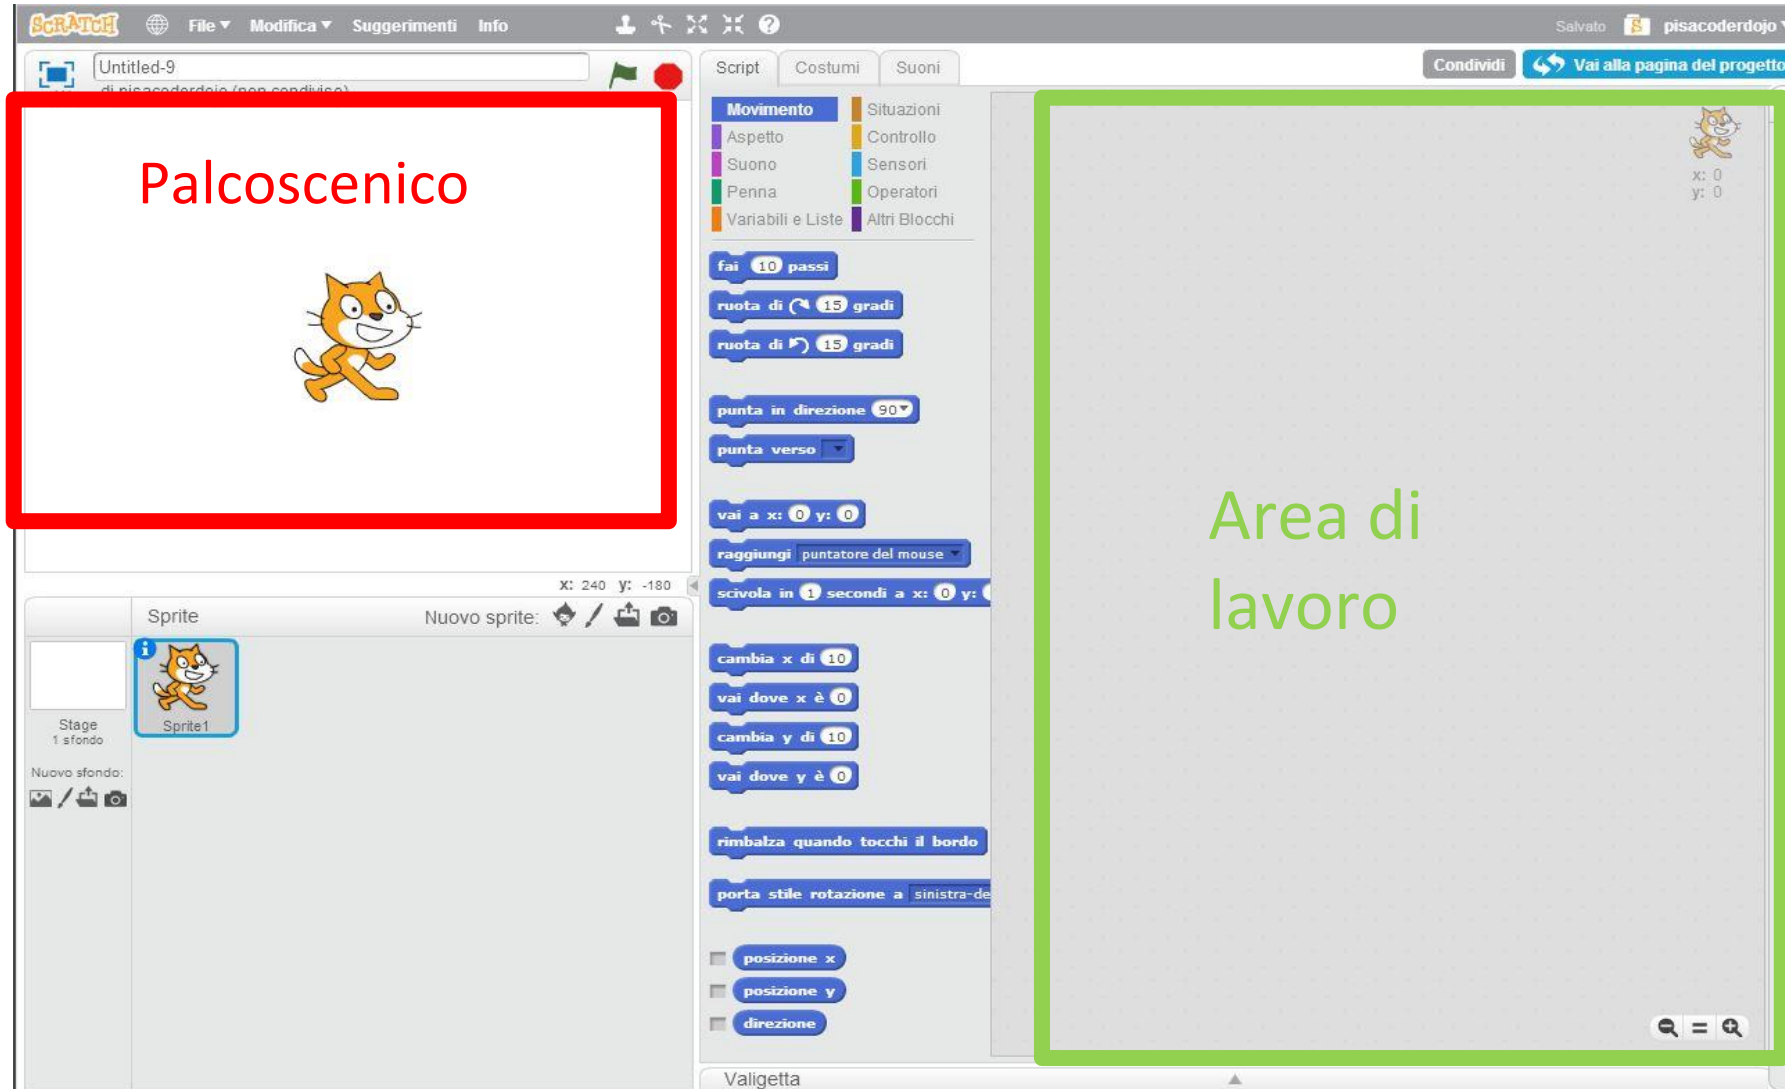 SCRATCH File Modifica Suggerimenti Info Salvato pisacoderdojo
Untitled-9
di pisacoderdojo (non condiviso)
Script Costumi Suoni Condividi Vai alla pagina del progetto
Palcoscenico
x: 240 y: -180
Sprite Nuovo sprite:
Stage
1 sfondo
Sprite1
Nuovo sfondo:
Movimento Situazioni
Aspetto Controllo
Suono Sensori
Penna Operatori
Variabili e Liste Altri Blocchi
fai 10 passi
ruota di 15 gradi
ruota di 15 gradi
punta in direzione 90
punta verso
vai a x: 0 y: 0
raggiungi puntatore del mouse
scivola in 1 secondi a x: 0 y:
cambia x di 10
vai dove x è 0
cambia y di 10
vai dove y è 0
rimbalza quando tocchi il bordo
porta stile rotazione a sinistra-de
posizione x
posizione y
direzione
Valigetta
x: 0
y: 0
Area di
lavoro